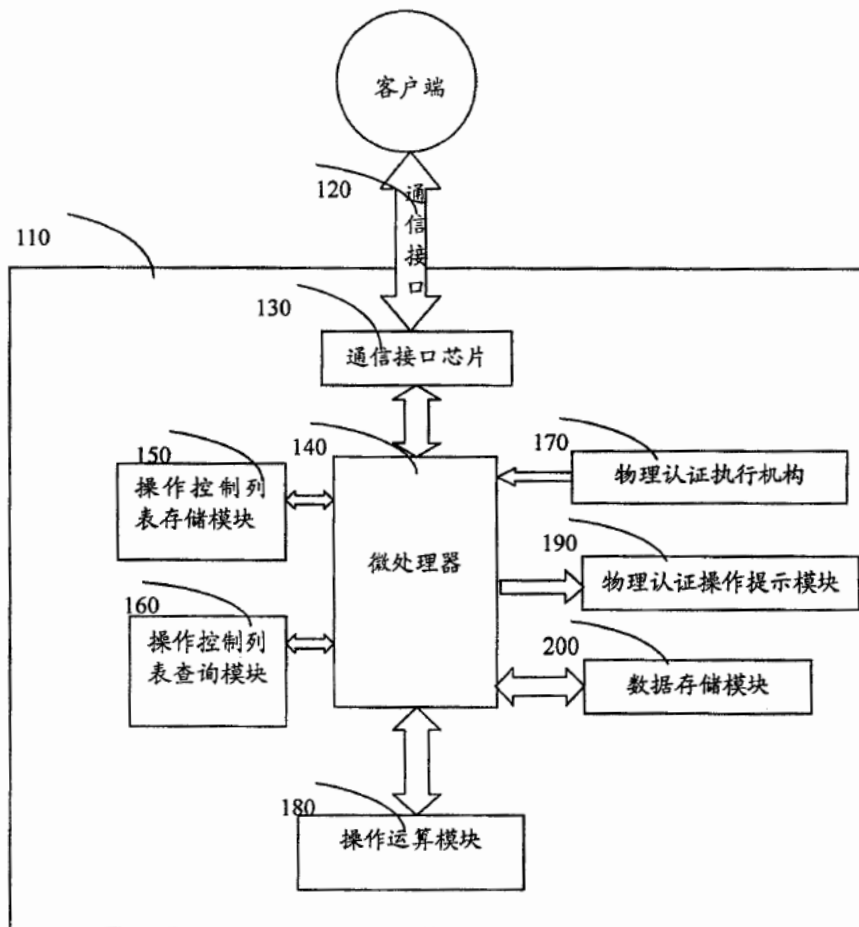 客户端
120
通信接口
110
130
通信接口芯片
140
150
操作控制列
表存储模块
170
物理认证执行机构
微处理器
190
物理认证操作提示模块
160
操作控制列
表查询模块
200
数据存储模块
180
操作运算模块